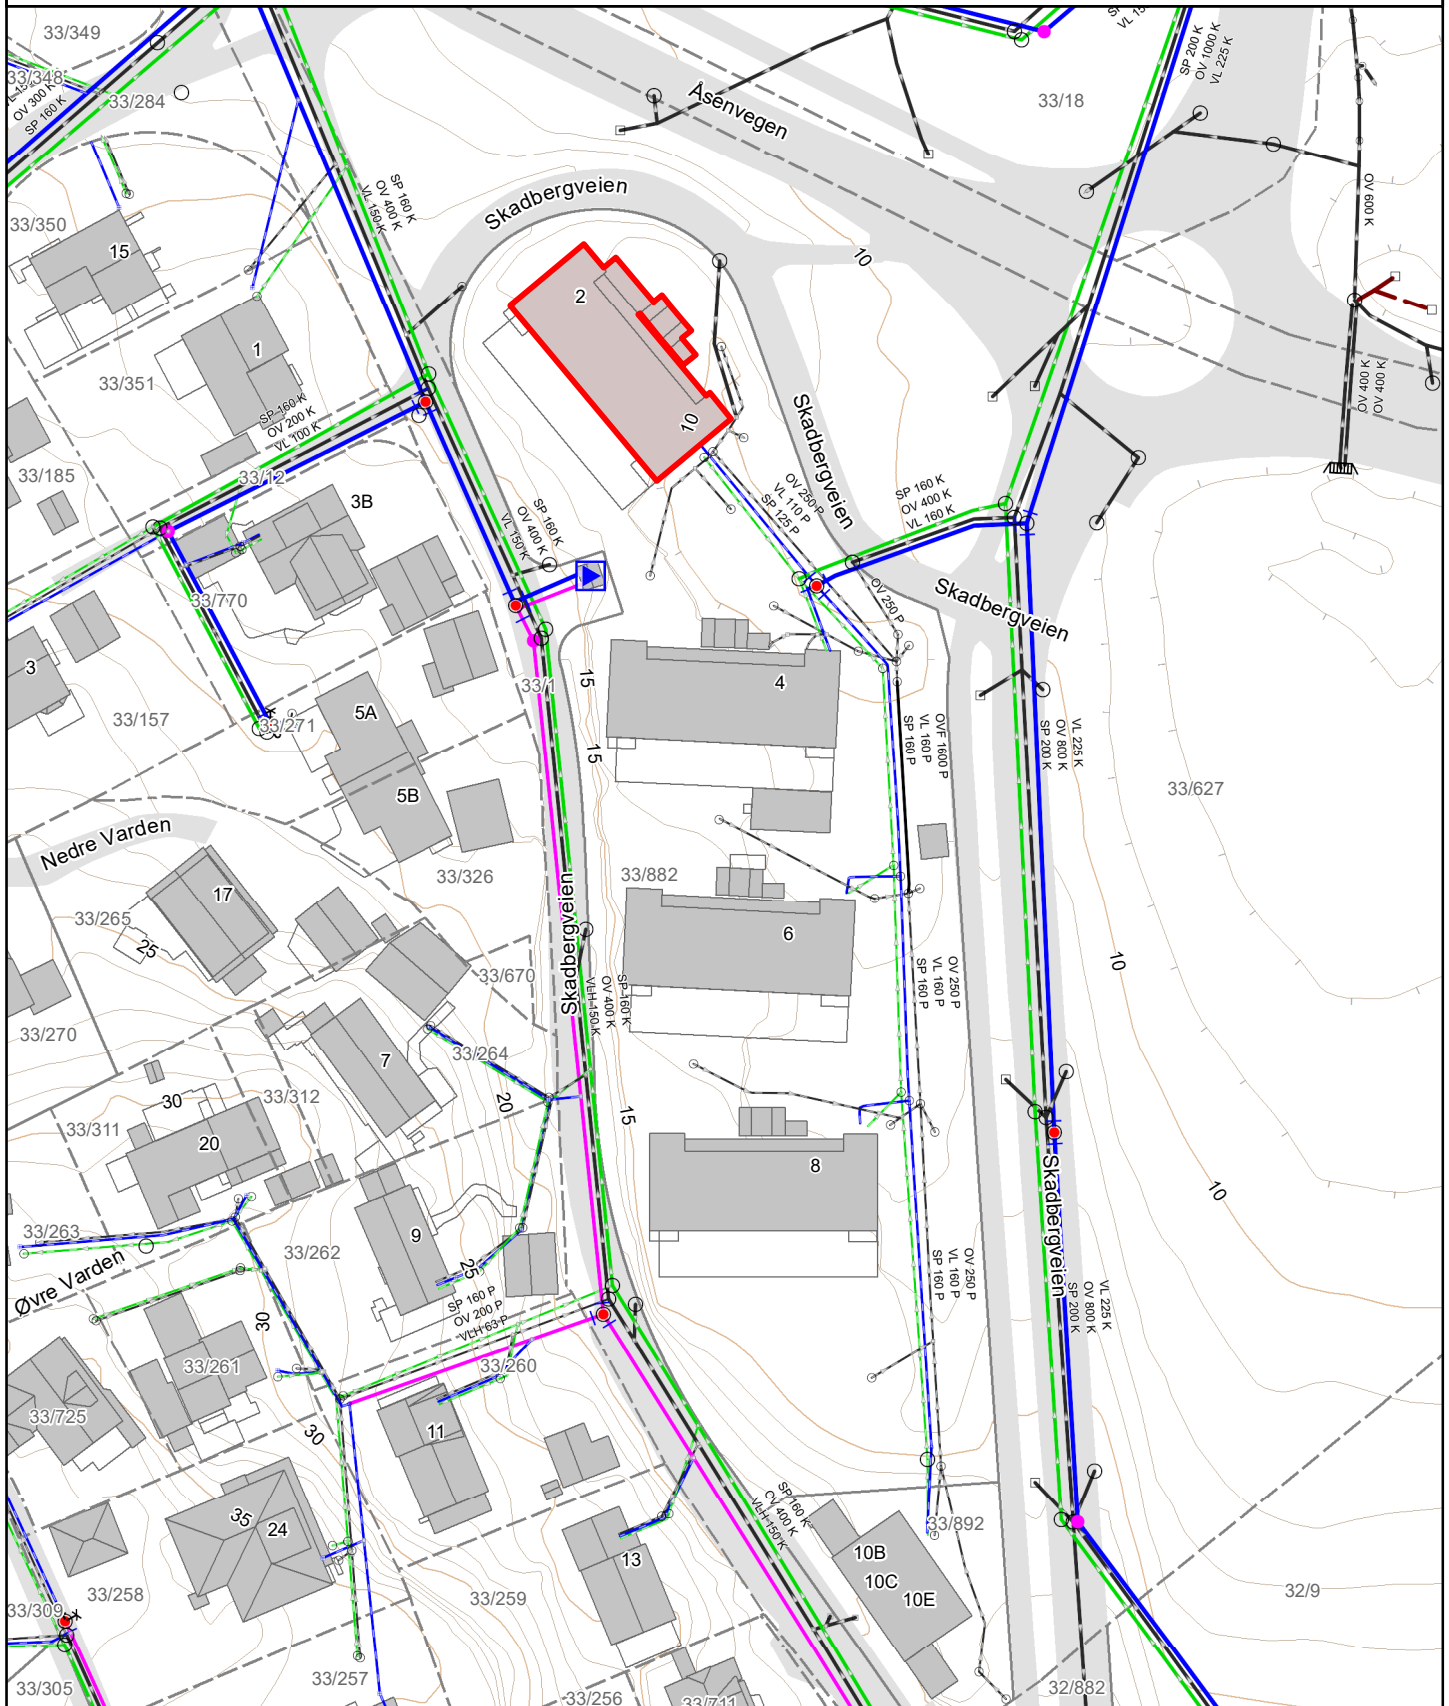 33/349
33/348
OV 300 K
SP 160 K
33/284
SP 200 K
OV 1000 K
VL 225 K
33/18
Åsenvegen
SP 160 K
OV 400 K
VL 150 K
Skadbergveien
OV 600 K
33/350
15
10
2
1
33/351
SP 160 K
OV 200 K
VL 100 K
OV 400 K
OV 400 K
10
Skadbergveien
33/185
33/12
3B
SP 160 K
OV 400 K
VL 150 K
OV 250 P
VL 110 P
SP 125 P
SP 160 K
OV 400 K
VL 160 K
OV 250 P
Skadbergveien
33/770
3
33/157
33/271
5A
33/1
15
4
15
OVF 1600 P
VL 160 P
SP 160 P
VL 225 K
OV 800 K
SP 200 K
33/627
5B
Nedre Varden
33/326
33/882
17
33/265
25
Skadbergveien
6
33/670
SP 160 K
OV 400 K
VLH 150 K
OV 250 P
VL 160 P
SP 160 P
10
33/270
7
33/264
33/312
30
20
15
33/311
20
8
Skadbergveien
10
33/263
9
33/262
Øvre Varden
25
30
SP 160 P
OV 200 P
VLH 63 P
OV 250 P
VL 160 P
SP 160 P
VL 225 K
OV 800 K
SP 200 K
33/261
33/260
33/725
11
30
35
24
SP 160 K
OV 400 K
VLH 150 K
33/892
10B
10C
10E
13
33/258
33/259
33/309
32/9
33/305
33/257
33/256
33/711
32/882